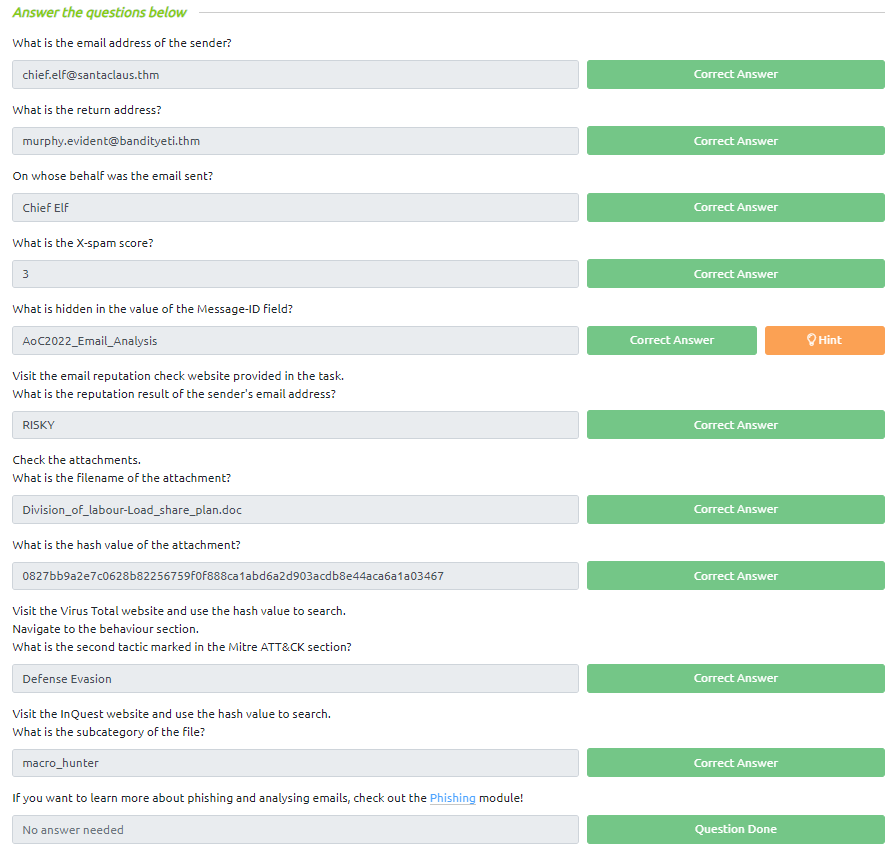 Answer the questions below
What is the email address of the sender?
chief.elf@santaclaus.thm
Correct Answer
What is the return address?
murphy.evident@bandityeti.thm
Correct Answer
On whose behalf was the email sent?
Chief Elf
Correct Answer
What is the X-spam score?
3
Correct Answer
What is hidden in the value of the Message-ID field?
AoC2022_Email_Analysis
Correct Answer
Hint
Visit the email reputation check website provided in the task.
What is the reputation result of the sender's email address?
RISKY
Correct Answer
Check the attachments.
What is the filename of the attachment?
Division_of_labour-Load_share_plan.doc
Correct Answer
What is the hash value of the attachment?
0827bb9a2e7c0628b82256759f0f888ca1abd6a2d903acdb8e44aca6a1a03467
Correct Answer
Visit the Virus Total website and use the hash value to search.
Navigate to the behaviour section.
What is the second tactic marked in the Mitre ATT&CK section?
Defense Evasion
Correct Answer
Visit the InQuest website and use the hash value to search.
What is the subcategory of the file?
macro_hunter
Correct Answer
If you want to learn more about phishing and analysing emails, check out the Phishing module!
No answer needed
Question Done